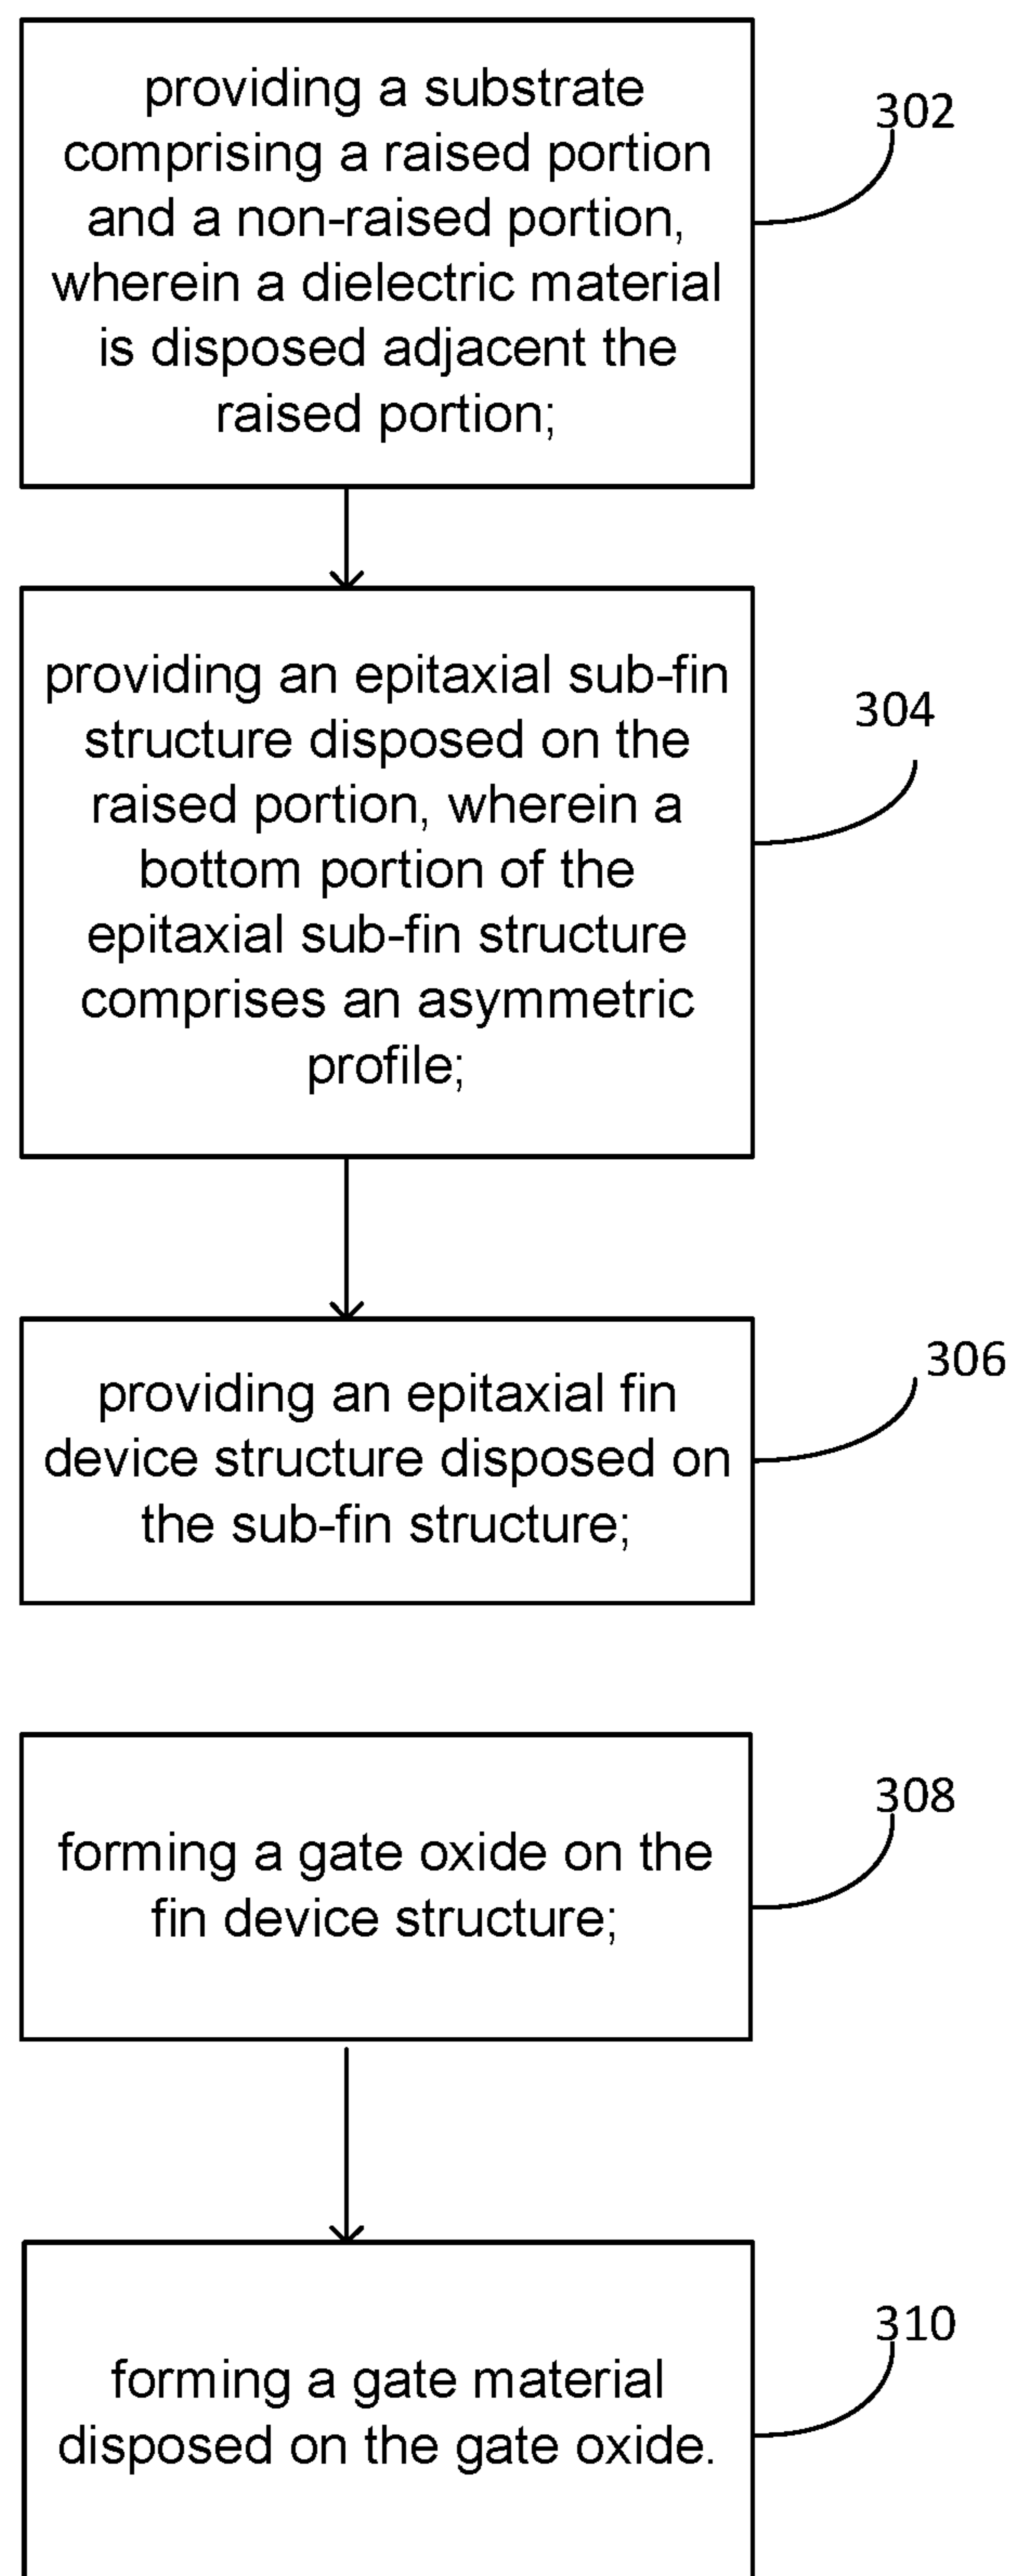 providing a substrate
comprising a raised portion
and a non-raised portion,
wherein a dielectric material
is disposed adjacent the
raised portion;
302
providing an epitaxial sub-fin
structure disposed on the
raised portion, wherein a
bottom portion of the
epitaxial sub-fin structure
comprises an asymmetric
profile;
304
providing an epitaxial fin
device structure disposed on
the sub-fin structure;
306
forming a gate oxide on the
fin device structure;
308
forming a gate material
disposed on the gate oxide.
310